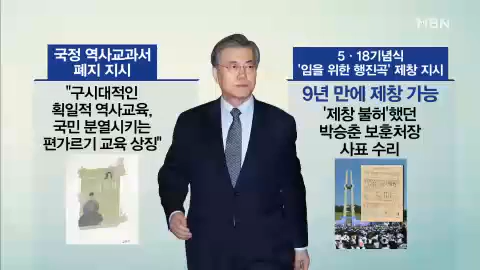 MBN
국정 역사교과서
폐지 지시
"구시대적인
획일적 역사교육,
국민 분열시키는
편가르기 교육 상징"
5·18기념식
'임을 위한 행진곡' 제창 지시
9년 만에 제창 가능
'제창 불허'했던
박승춘 보훈처장
사표 수리